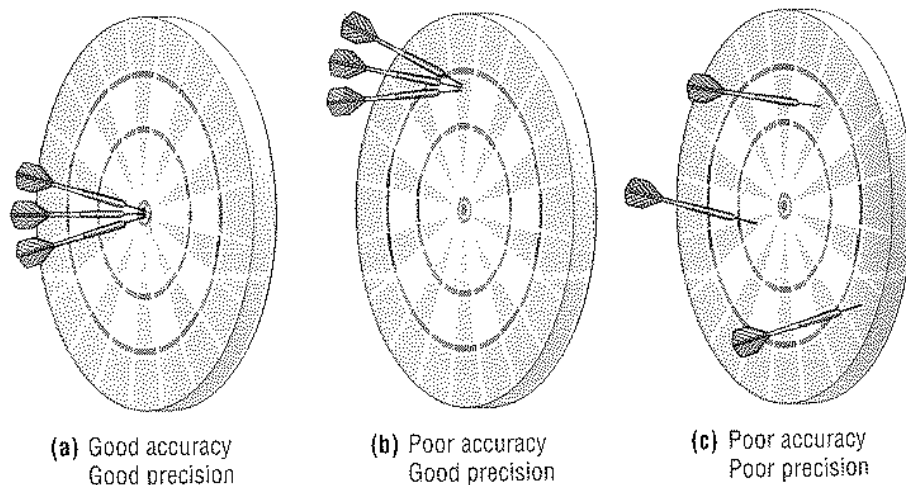 (a) Good accuracy
Good precision
(b) Poor accuracy
Good precision
(c) Poor accuracy
Poor precision